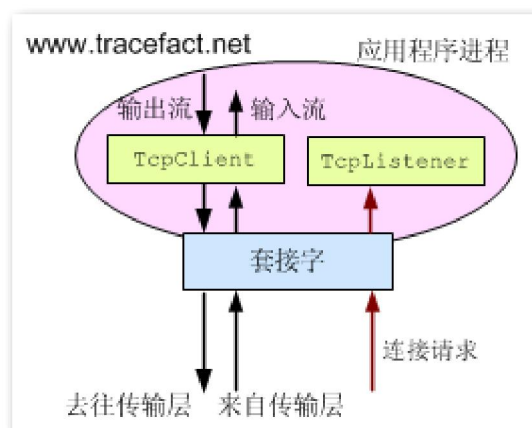 www.tracefact.net
应用程序进程
输出流 输入流
TcpClient TcpListener
套接字
连接请求
去往传输层 来自传输层